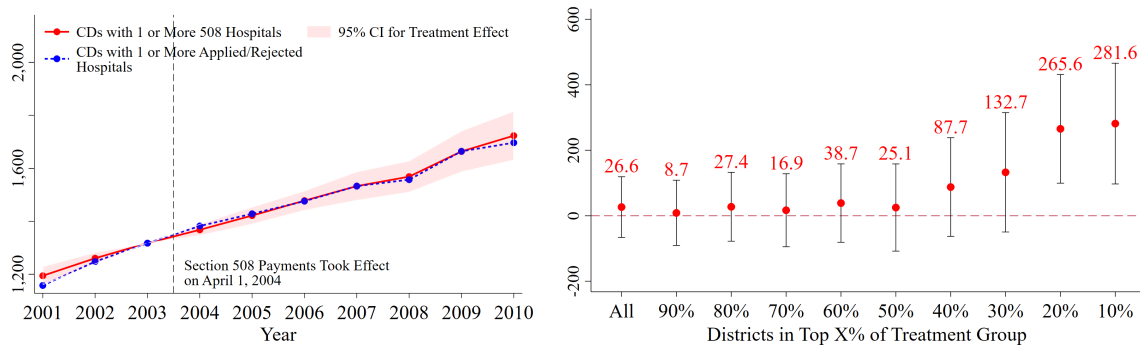 CDs with 1 or More 508 Hospitals
95% CI for Treatment Effect
CDs with 1 or More Applied/Rejected
Hospitals
2,000
1,600
1,200
Section 508 Payments Took Effect
on April 1, 2004
2001 2002 2003 2004 2005 2006 2007 2008 2009 2010
Year
600
400
200
0
-200
26.6 8.7 27.4 16.9 38.7 25.1 87.7 132.7 265.6 281.6
All 90% 80% 70% 60% 50% 40% 30% 20% 10%
Districts in Top X% of Treatment Group